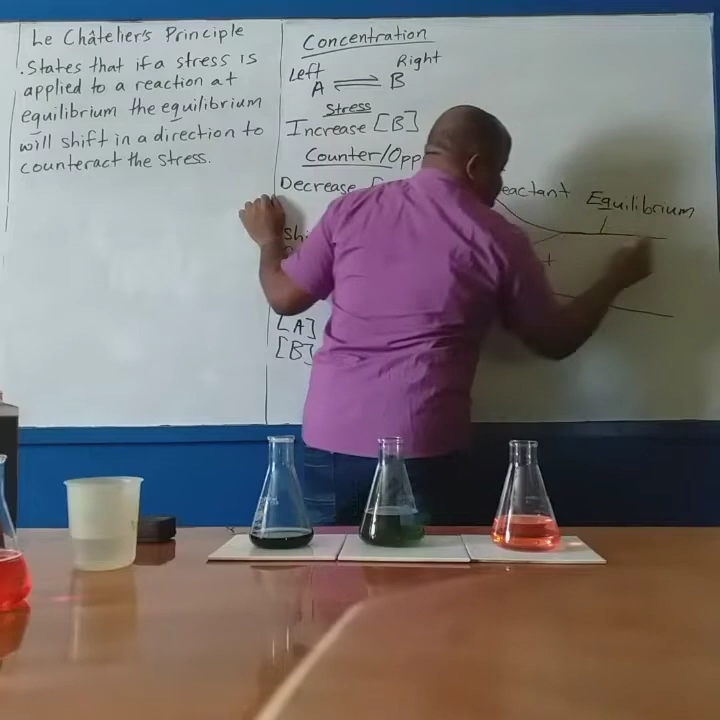 Le Châtelier's Principle
.States that if a stress is
applied to a reaction at
equilibrium the equilibrium
will shift in a direction to
counteract the stress.
Concentration
Left Right
A ⇌ B
Stress
Increase [B]
Counter/Opp
Decrease
eactant Equilibrium
Shi
+
[A]
[B]